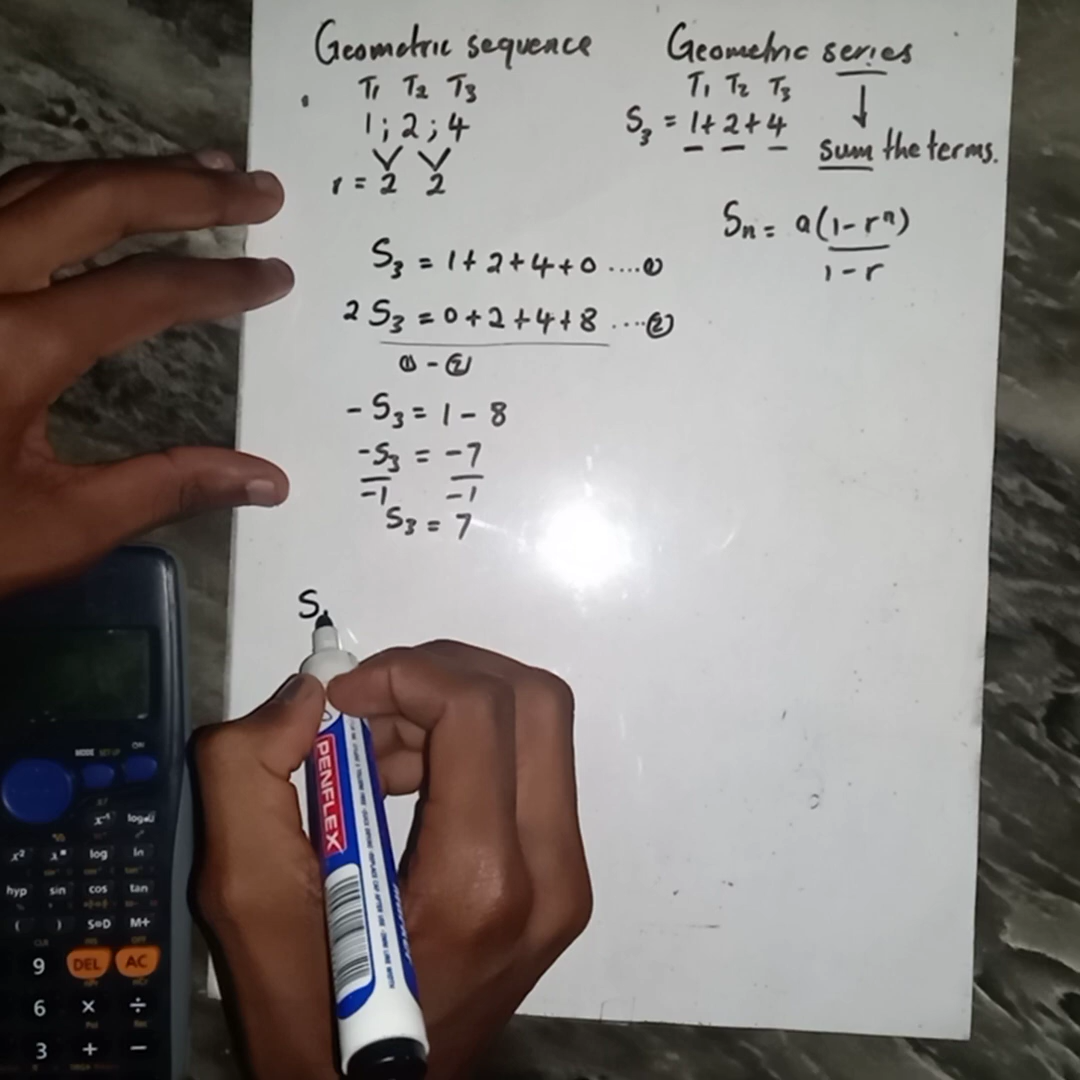 Geometric sequence
T1 T2 T3
1 ; 2 ; 4
r = 2 2
Geometric series
T1 T2 T3
S3 = 1 + 2 + 4
sum the terms.
Sn = a(1 - r^n)
1 - r
S3 = 1 + 2 + 4 + 0 ....①
2 S3 = 0 + 2 + 4 + 8 ....②
① - ②
- S3 = 1 - 8
-S3 = -7
-1 -1
S3 = 7
S
PENFLEX
MODE SETUP ON
x⁻¹
x² log ln
hyp sin cos tan
( ) S⇔D M+
9 DEL AC
6 × ÷
3 + −